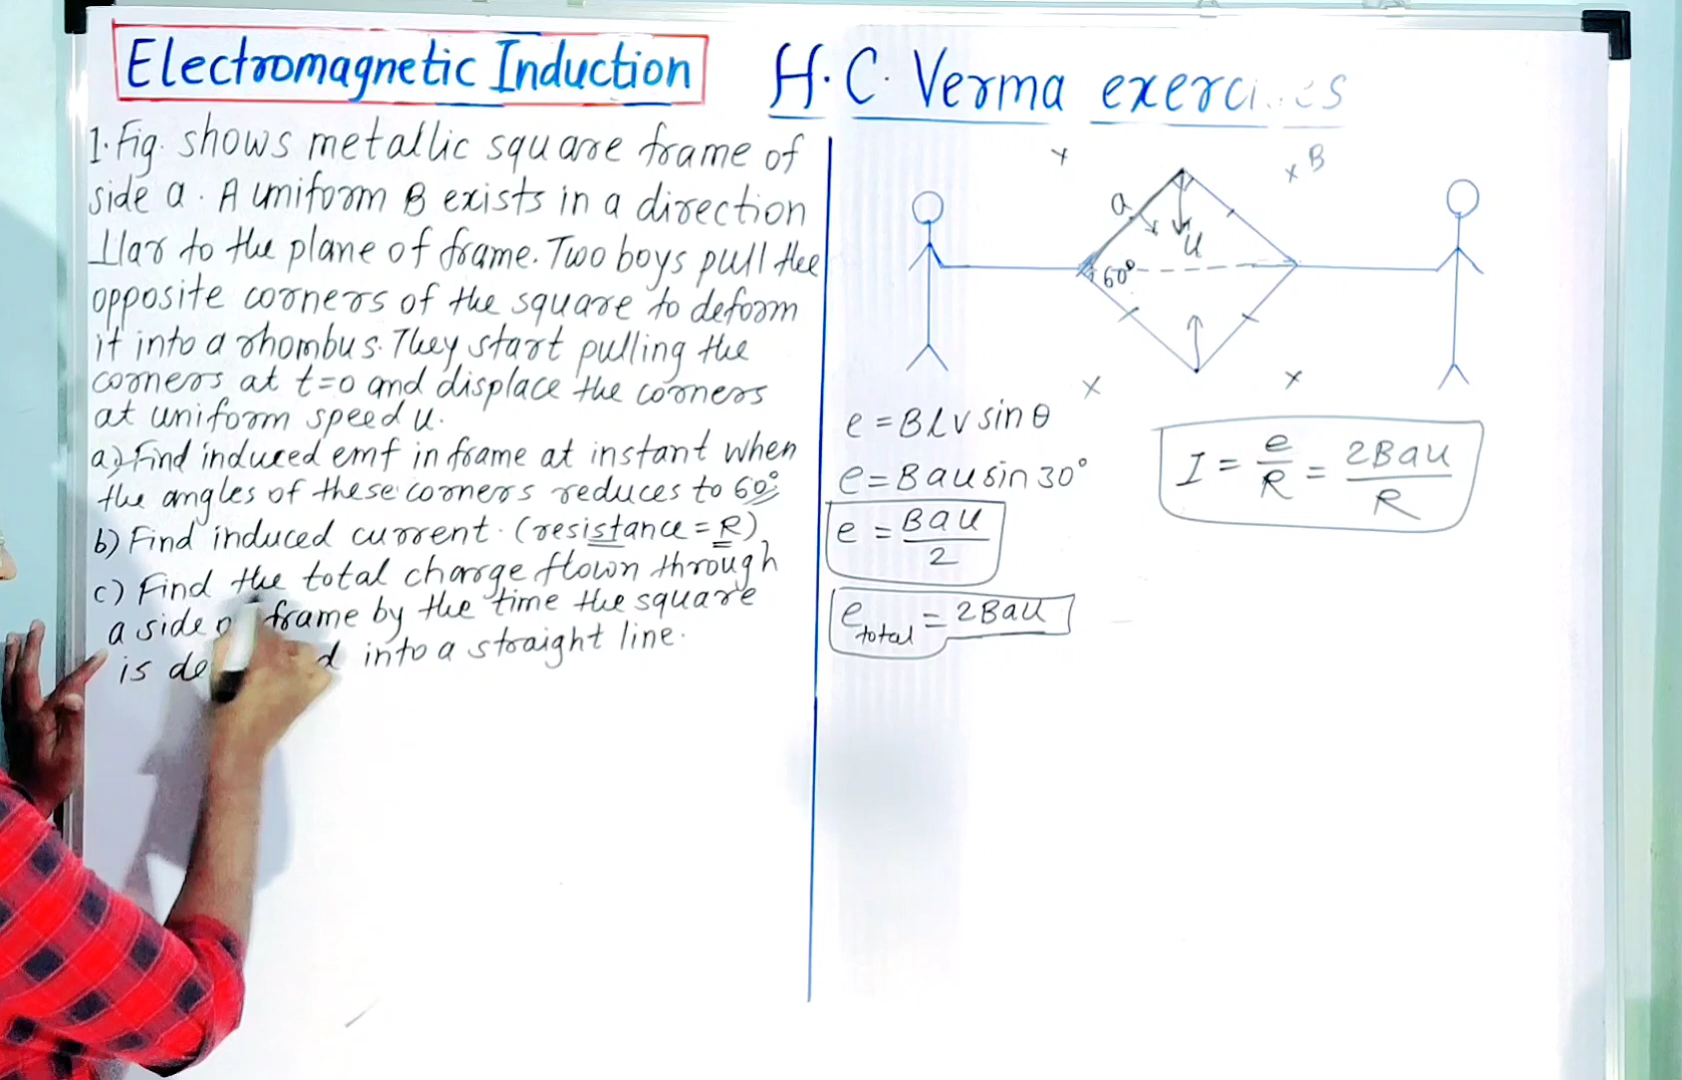 Electromagnetic Induction
H.C. Verma exercises
1. Fig. shows metallic square frame of
side a. A uniform B exists in a direction
⊥lar to the plane of frame. Two boys pull the
opposite corners of the square to deform
it into a rhombus. They start pulling the
corners at t=0 and displace the corners
at uniform speed u.
a) Find induced emf in frame at instant when
the angles of these corners reduces to 60°
b) Find induced current. (resistance = R)
c) Find the total charge flown through
a side frame by the time the square
is into a straight line.
x
x B
a
u
60°
x
x
e = Blv sin θ
e = Bau sin 30°
e = Bau/2
e total = 2Bau
I = e/R = 2Bau/R